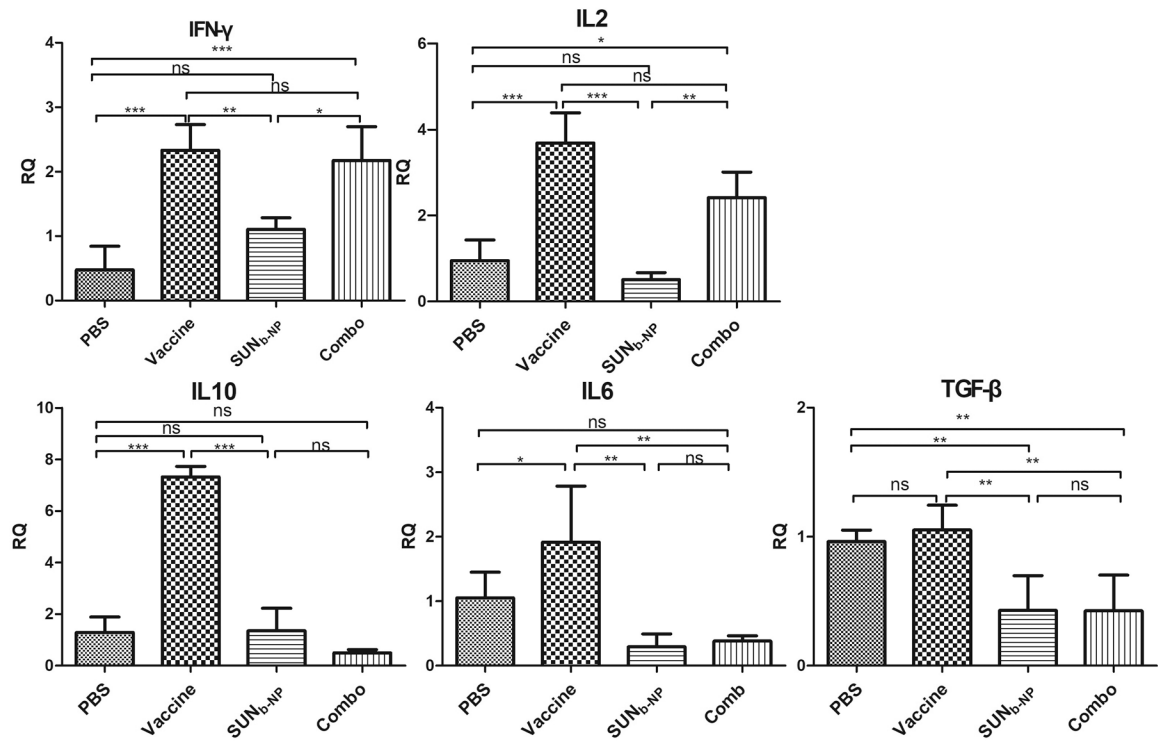 IFN-γ
4
3
2
1
0
RQ
***
ns
ns
***
**
*
PBS
Vaccine
SUNb-NP
Combo
IL2
6
4
2
0
RQ
*
ns
ns
***
***
**
PBS
Vaccine
SUNb-NP
Combo
IL10
10
8
6
4
2
0
RQ
ns
ns
***
***
ns
PBS
Vaccine
SUNb-NP
Combo
IL6
4
3
2
1
0
RQ
ns
**
*
**
ns
PBS
Vaccine
SUNb-NP
Comb
TGF-β
2
1
0
RQ
**
**
**
ns
**
ns
PBS
Vaccine
SUNb-NP
Combo